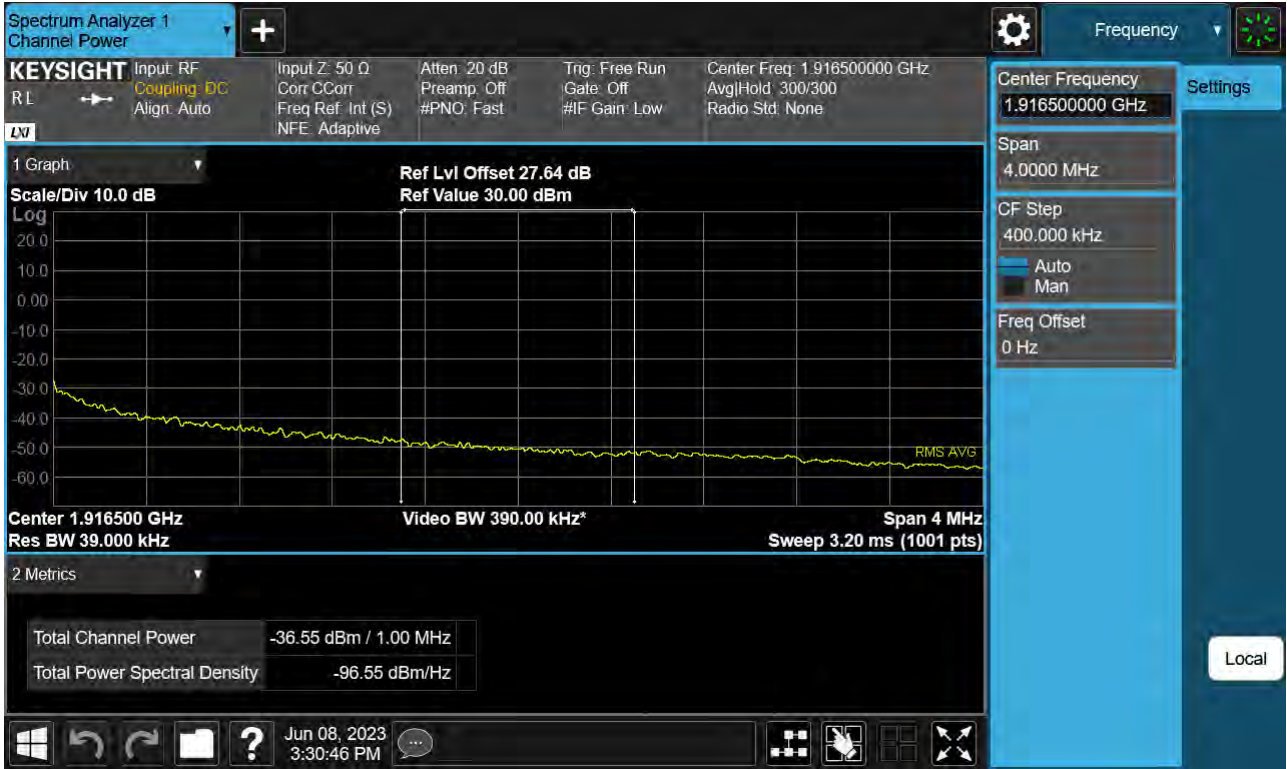 Spectrum Analyzer 1
Channel Power
+
Frequency
KEYSIGHT
R L
LXI
Input: RF
Coupling: DC
Align: Auto
Input Z: 50 Ω
Corr CCorr
Freq Ref: Int (S)
NFE: Adaptive
Atten: 20 dB
Preamp: Off
#PNO: Fast
Trig: Free Run
Gate: Off
#IF Gain: Low
Center Freq: 1.916500000 GHz
Avg|Hold: 300/300
Radio Std: None
1 Graph
Scale/Div 10.0 dB
Ref Lvl Offset 27.64 dB
Ref Value 30.00 dBm
Log
20.0
10.0
0.00
-10.0
-20.0
-30.0
-40.0
-50.0
-60.0
RMS AVG
Center 1.916500 GHz
Video BW 390.00 kHz*
Span 4 MHz
Res BW 39.000 kHz
Sweep 3.20 ms (1001 pts)
2 Metrics
Total Channel Power -36.55 dBm / 1.00 MHz
Total Power Spectral Density -96.55 dBm/Hz
Center Frequency
1.916500000 GHz
Settings
Span
4.0000 MHz
CF Step
400.000 kHz
Auto
Man
Freq Offset
0 Hz
Local
?
Jun 08, 2023
3:30:46 PM